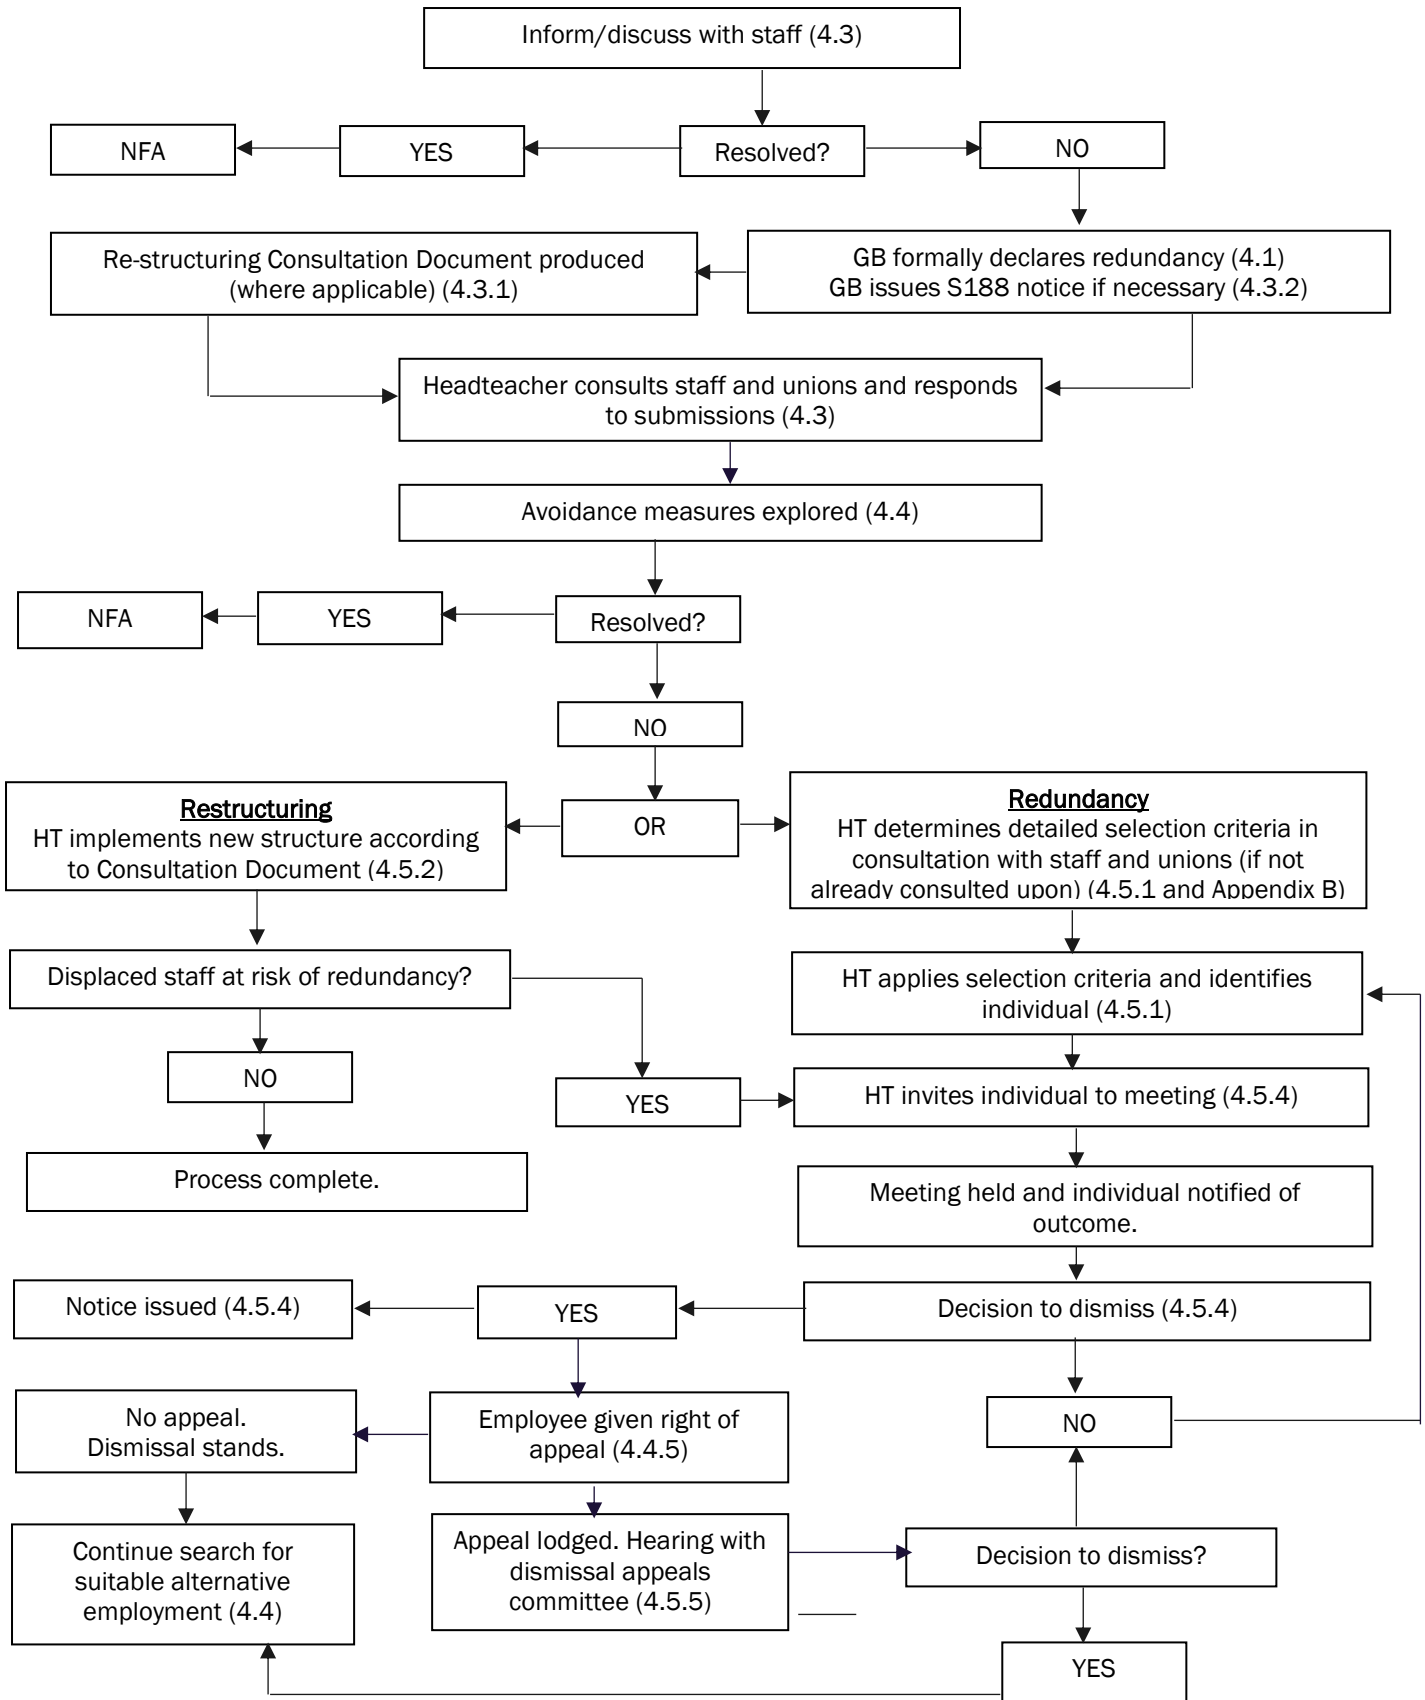 Inform/discuss with staff (4.3)
NFA
YES
Resolved?
NO
Re-structuring Consultation Document produced
(where applicable) (4.3.1)
GB formally declares redundancy (4.1)
GB issues S188 notice if necessary (4.3.2)
Headteacher consults staff and unions and responds
to submissions (4.3)
Avoidance measures explored (4.4)
NFA
YES
Resolved?
NO
Restructuring
HT implements new structure according
to Consultation Document (4.5.2)
OR
Redundancy
HT determines detailed selection criteria in
consultation with staff and unions (if not
already consulted upon) (4.5.1 and Appendix B)
Displaced staff at risk of redundancy?
HT applies selection criteria and identifies
individual (4.5.1)
NO
YES
HT invites individual to meeting (4.5.4)
Process complete.
Meeting held and individual notified of
outcome.
Notice issued (4.5.4)
YES
Decision to dismiss (4.5.4)
No appeal.
Dismissal stands.
Employee given right of
appeal (4.4.5)
NO
Continue search for
suitable alternative
employment (4.4)
Appeal lodged. Hearing with
dismissal appeals
committee (4.5.5)
Decision to dismiss?
YES